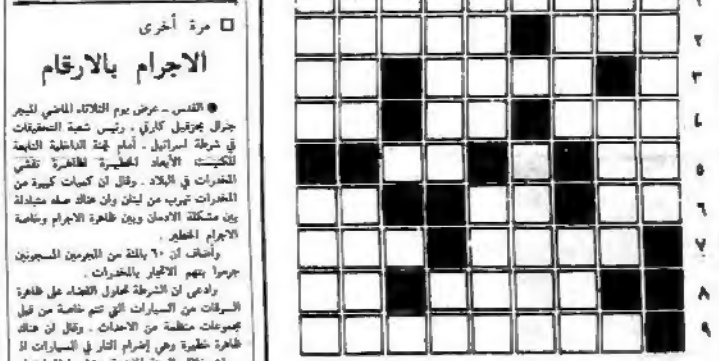 □ مرة أخرى
الاجرام بالارقام
● القدس ـ عرض يوم الثلاثاء الماضي الميجر
جنرال يحزقيل كارتي ، رئيس شعبة التحقيقات
في شرطة اسرائيل ، أمام لجنة الداخلية التابعة
للكنيست الأبعاد الخطيرة لظاهرة تفشي
المخدرات في البلاد . وقال ان كميات كبيرة من
المخدرات تهرب من لبنان وان هناك صله متبادلة
بين مشكلة الادمان وبين ظاهرة الاجرام وخاصة
الاجرام الخطير .
وأضاف ان ٦٠ بالمئة من المجرمين المسجونين
جرموا بتهم الاتجار بالمخدرات .
وادعى ان الشرطة تحاول القضاء على ظاهرة
السرقات من السيارات التي تتم خاصة من قبل
مجموعات منظمة من الاحداث . وقال ان هناك
ظاهرة خطيرة وهي إضرام النار في السيارات اذ
١
٢
٣
٤
٥
٦
٧
٨
٩